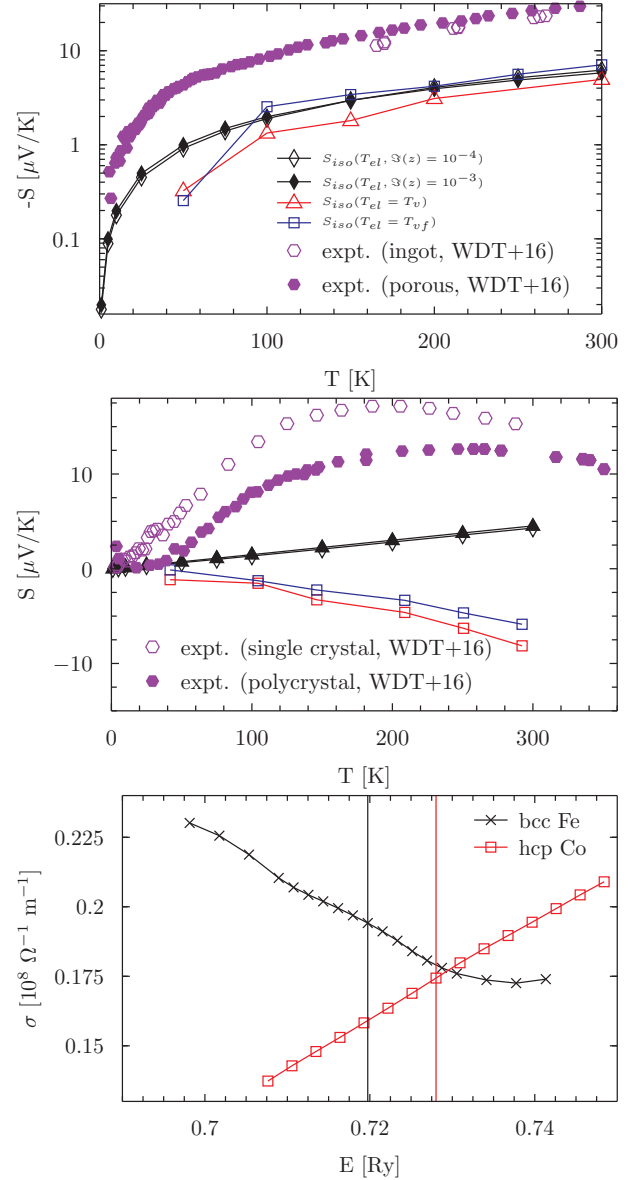 10
1
0.1
-S [μV/K]
S_iso(T_el, ℑ(z) = 10^−4)
S_iso(T_el, ℑ(z) = 10^−3)
S_iso(T_el = T_v)
S_iso(T_el = T_vf)
expt. (ingot, WDT+16)
expt. (porous, WDT+16)
0 100 200 300
T [K]
10
0
−10
S [μV/K]
expt. (single crystal, WDT+16)
expt. (polycrystal, WDT+16)
0 100 200 300
T [K]
0.225
0.2
0.175
0.15
σ [10^8 Ω^−1 m^−1]
bcc Fe
hcp Co
0.7 0.72 0.74
E [Ry]